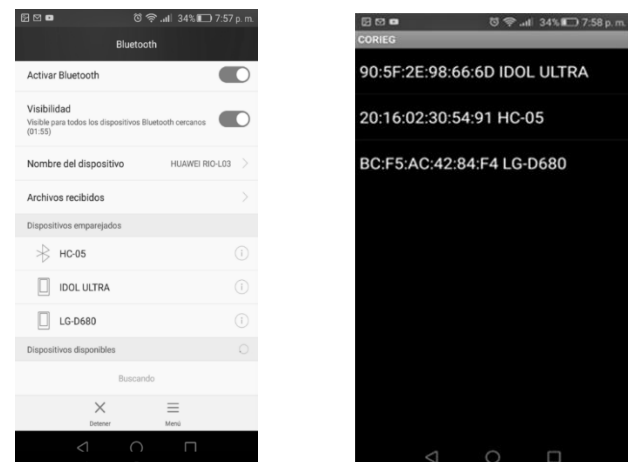 34% 7:57 p. m.
Bluetooth
Activar Bluetooth
Visibilidad
Visible para todos los dispositivos Bluetooth cercanos
(01:55)
Nombre del dispositivo HUAWEI RIO-L03
Archivos recibidos
Dispositivos emparejados
HC-05
IDOL ULTRA
LG-D680
Dispositivos disponibles
Buscando
Detener Menú
34% 7:58 p. m.
CORIEG
90:5F:2E:98:66:6D IDOL ULTRA
20:16:02:30:54:91 HC-05
BC:F5:AC:42:84:F4 LG-D680